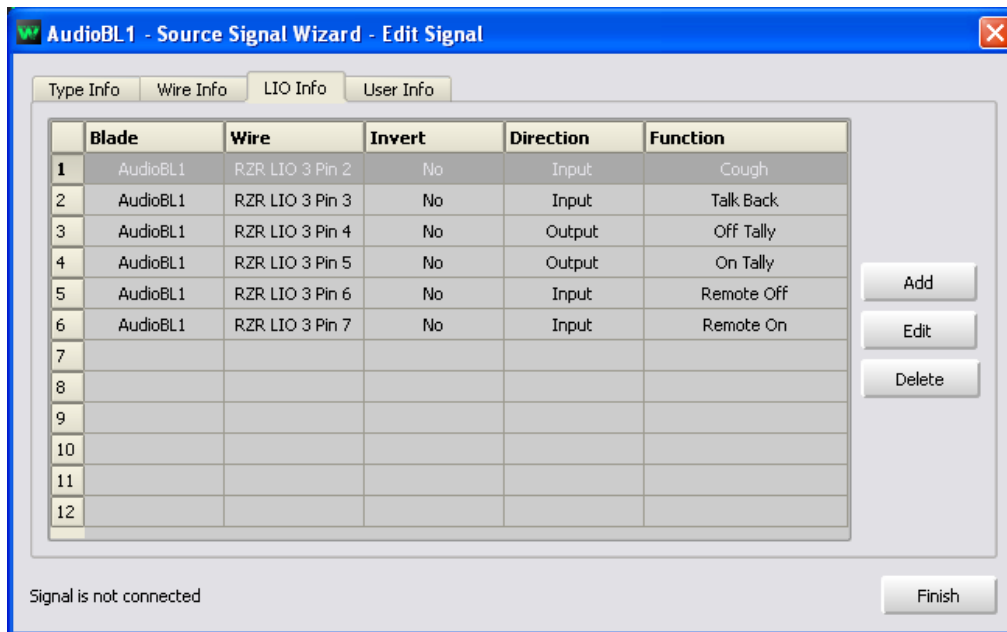 AudioBL1 - Source Signal Wizard - Edit Signal
Type Info Wire Info LIO Info User Info
Blade Wire Invert Direction Function
1 AudioBL1 RZR LIO 3 Pin 2 No Input Cough
2 AudioBL1 RZR LIO 3 Pin 3 No Input Talk Back
3 AudioBL1 RZR LIO 3 Pin 4 No Output Off Tally
4 AudioBL1 RZR LIO 3 Pin 5 No Output On Tally
5 AudioBL1 RZR LIO 3 Pin 6 No Input Remote Off
6 AudioBL1 RZR LIO 3 Pin 7 No Input Remote On
7
8
9
10
11
12
Add
Edit
Delete
Signal is not connected
Finish